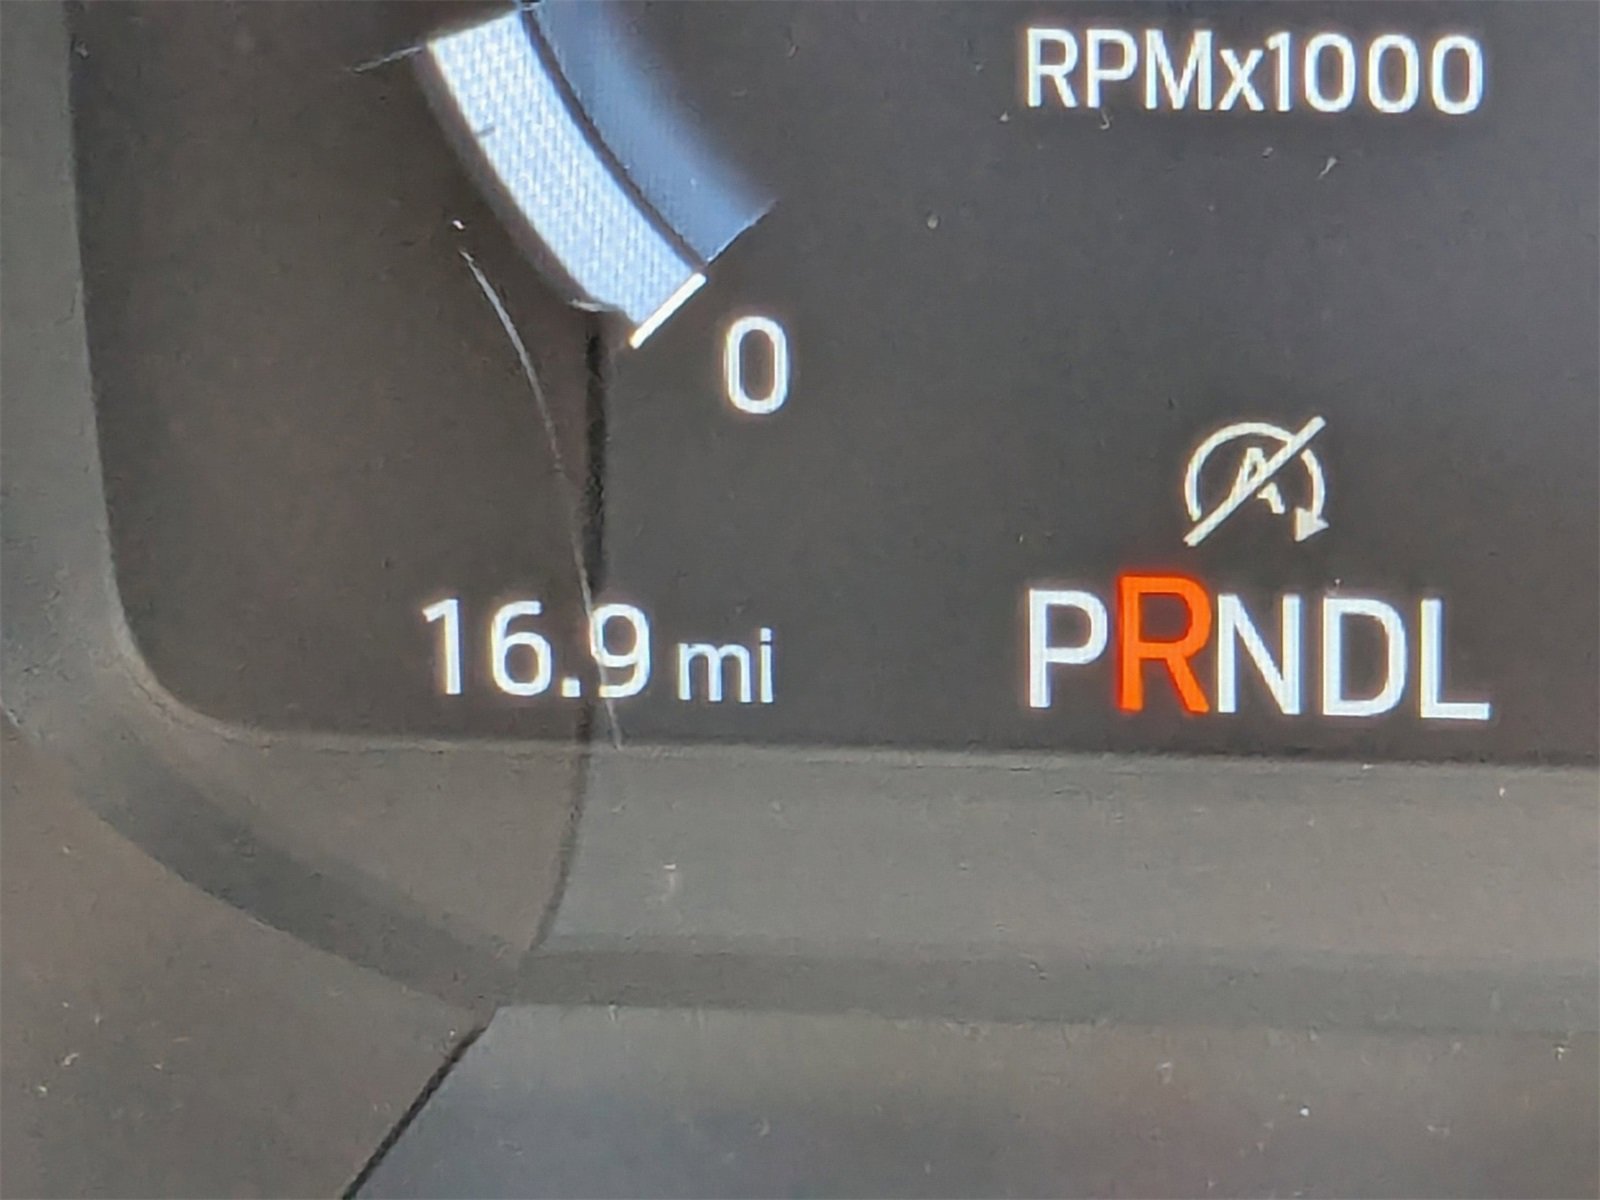 RPMx1000
0
A
16.9 mi
PRNDL